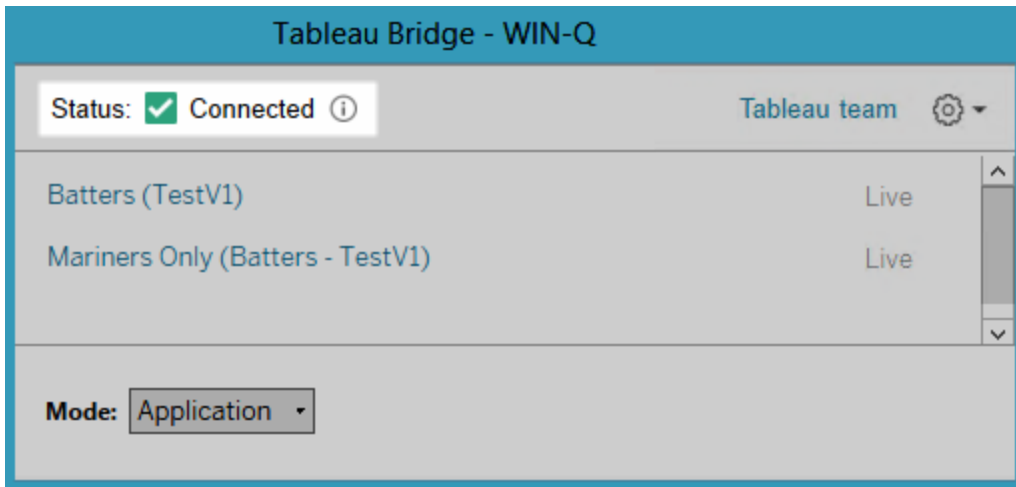 Tableau Bridge - WIN-Q
Status: Connected
Tableau team
Batters (TestV1) Live
Mariners Only (Batters - TestV1) Live
Mode: Application